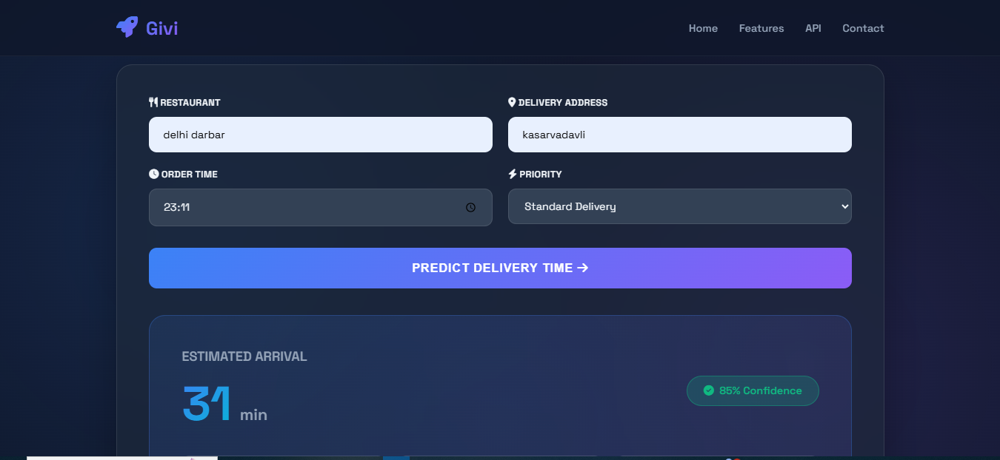 Givi
Home Features API Contact
RESTAURANT
delhi darbar
DELIVERY ADDRESS
kasarvadavli
ORDER TIME
23:11
PRIORITY
Standard Delivery
PREDICT DELIVERY TIME →
ESTIMATED ARRIVAL
31 min
85% Confidence